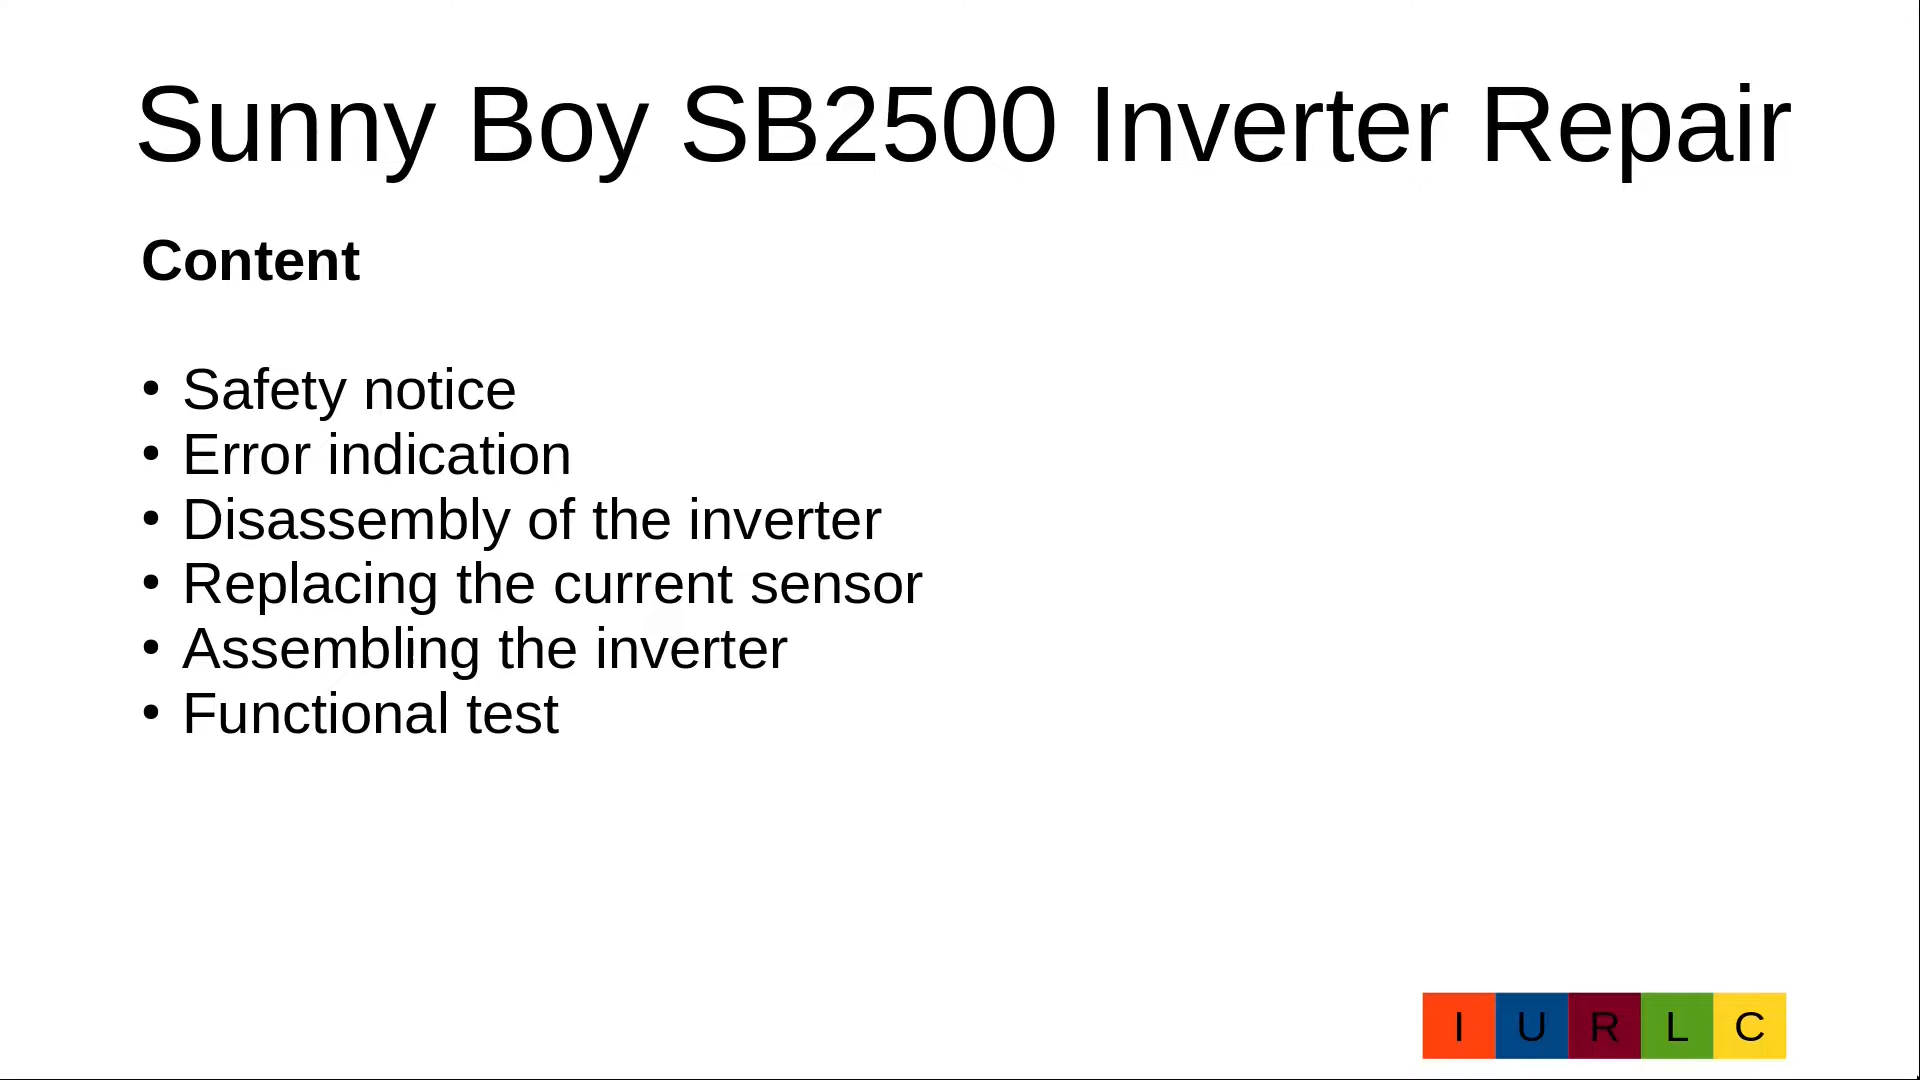 Sunny Boy SB2500 Inverter Repair
Content
• Safety notice
• Error indication
• Disassembly of the inverter
• Replacing the current sensor
• Assembling the inverter
• Functional test
I U R L C